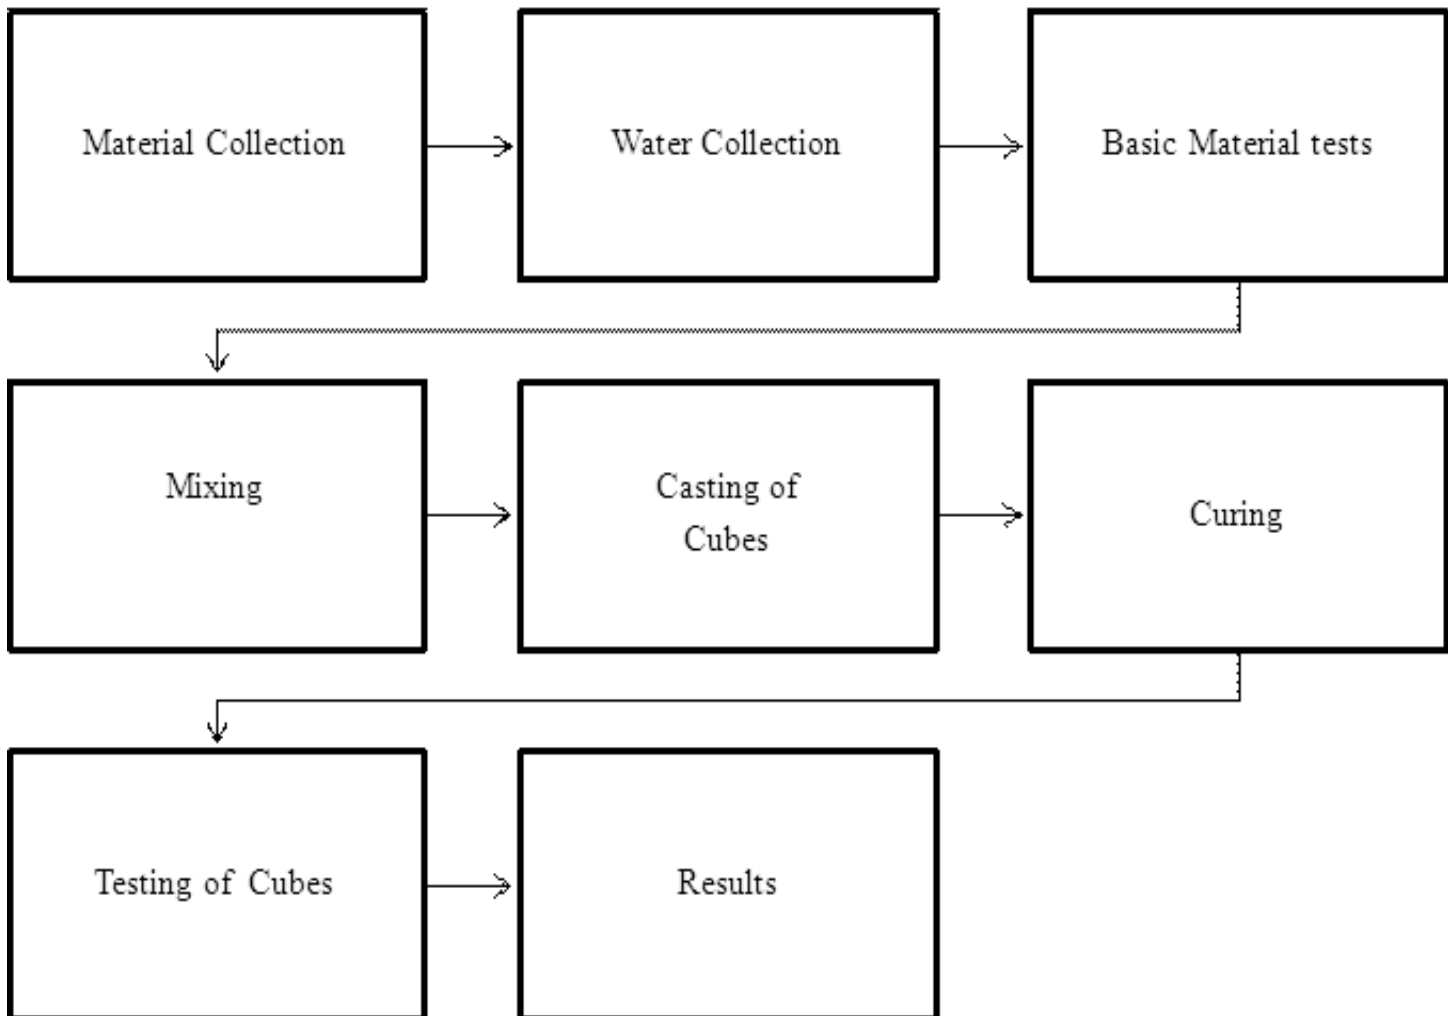 Material Collection
Water Collection
Basic Material tests
Mixing
Casting of
Cubes
Curing
Testing of Cubes
Results